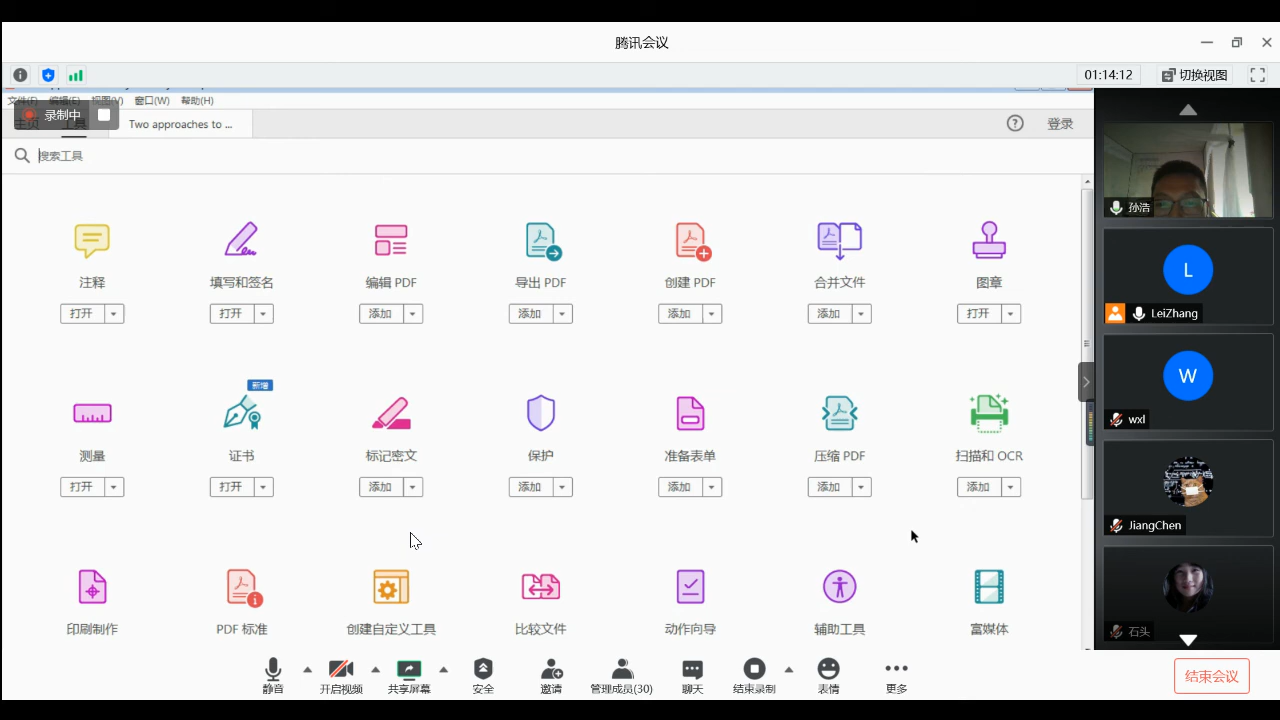 腾讯会议
01:14:12
切换视图
文件(F) 编辑(E) 视图(V) 窗口(W) 帮助(H)
录制中
主页 工具 Two approaches to ...
登录
搜索工具
注释 填写和签名 编辑 PDF 导出 PDF 创建 PDF 合并文件 图章
打开 打开 添加 添加 添加 添加 打开
新增
测量 证书 标记密文 保护 准备表单 压缩 PDF 扫描和 OCR
打开 打开 添加 添加 添加 添加 添加
印刷制作 PDF 标准 创建自定义工具 比较文件 动作向导 辅助工具 富媒体
孙浩
L
LeiZhang
W
wxl
JiangChen
石头
静音 开启视频 共享屏幕 安全 邀请 管理成员(30) 聊天 结束录制 表情 更多
结束会议